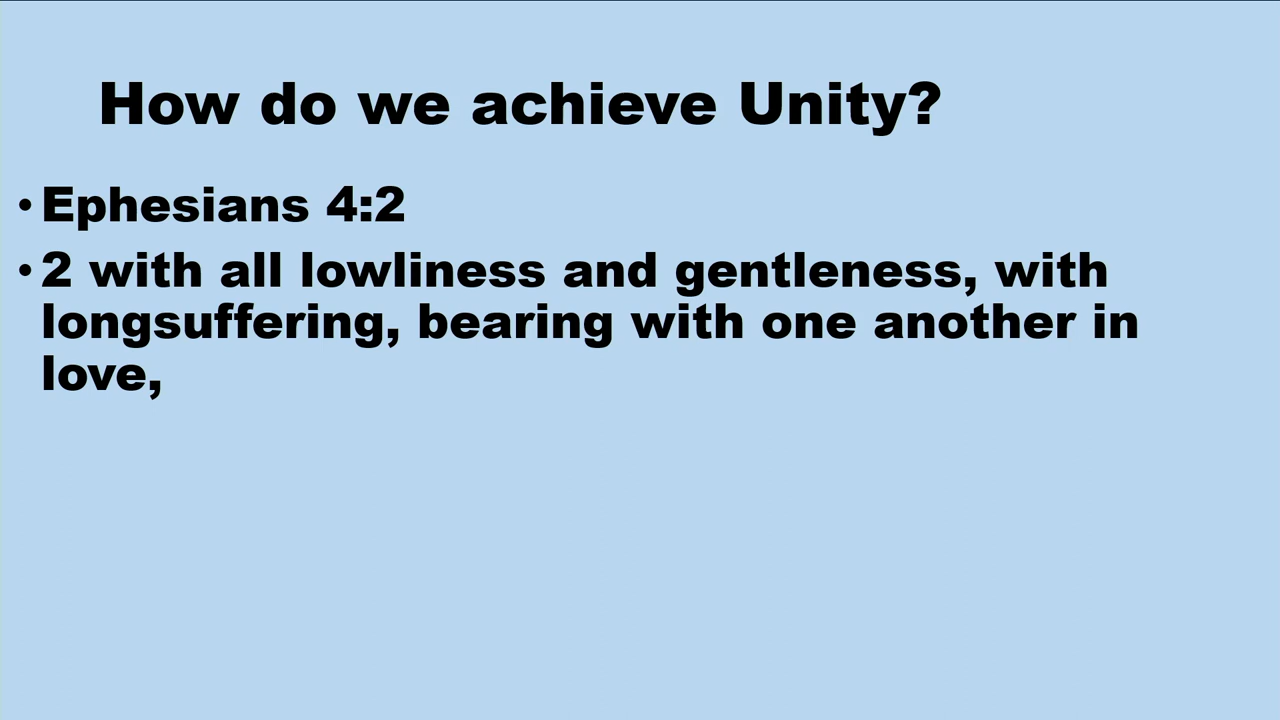 How do we achieve Unity?
• Ephesians 4:2
• 2 with all lowliness and gentleness, with
longsuffering, bearing with one another in
love,